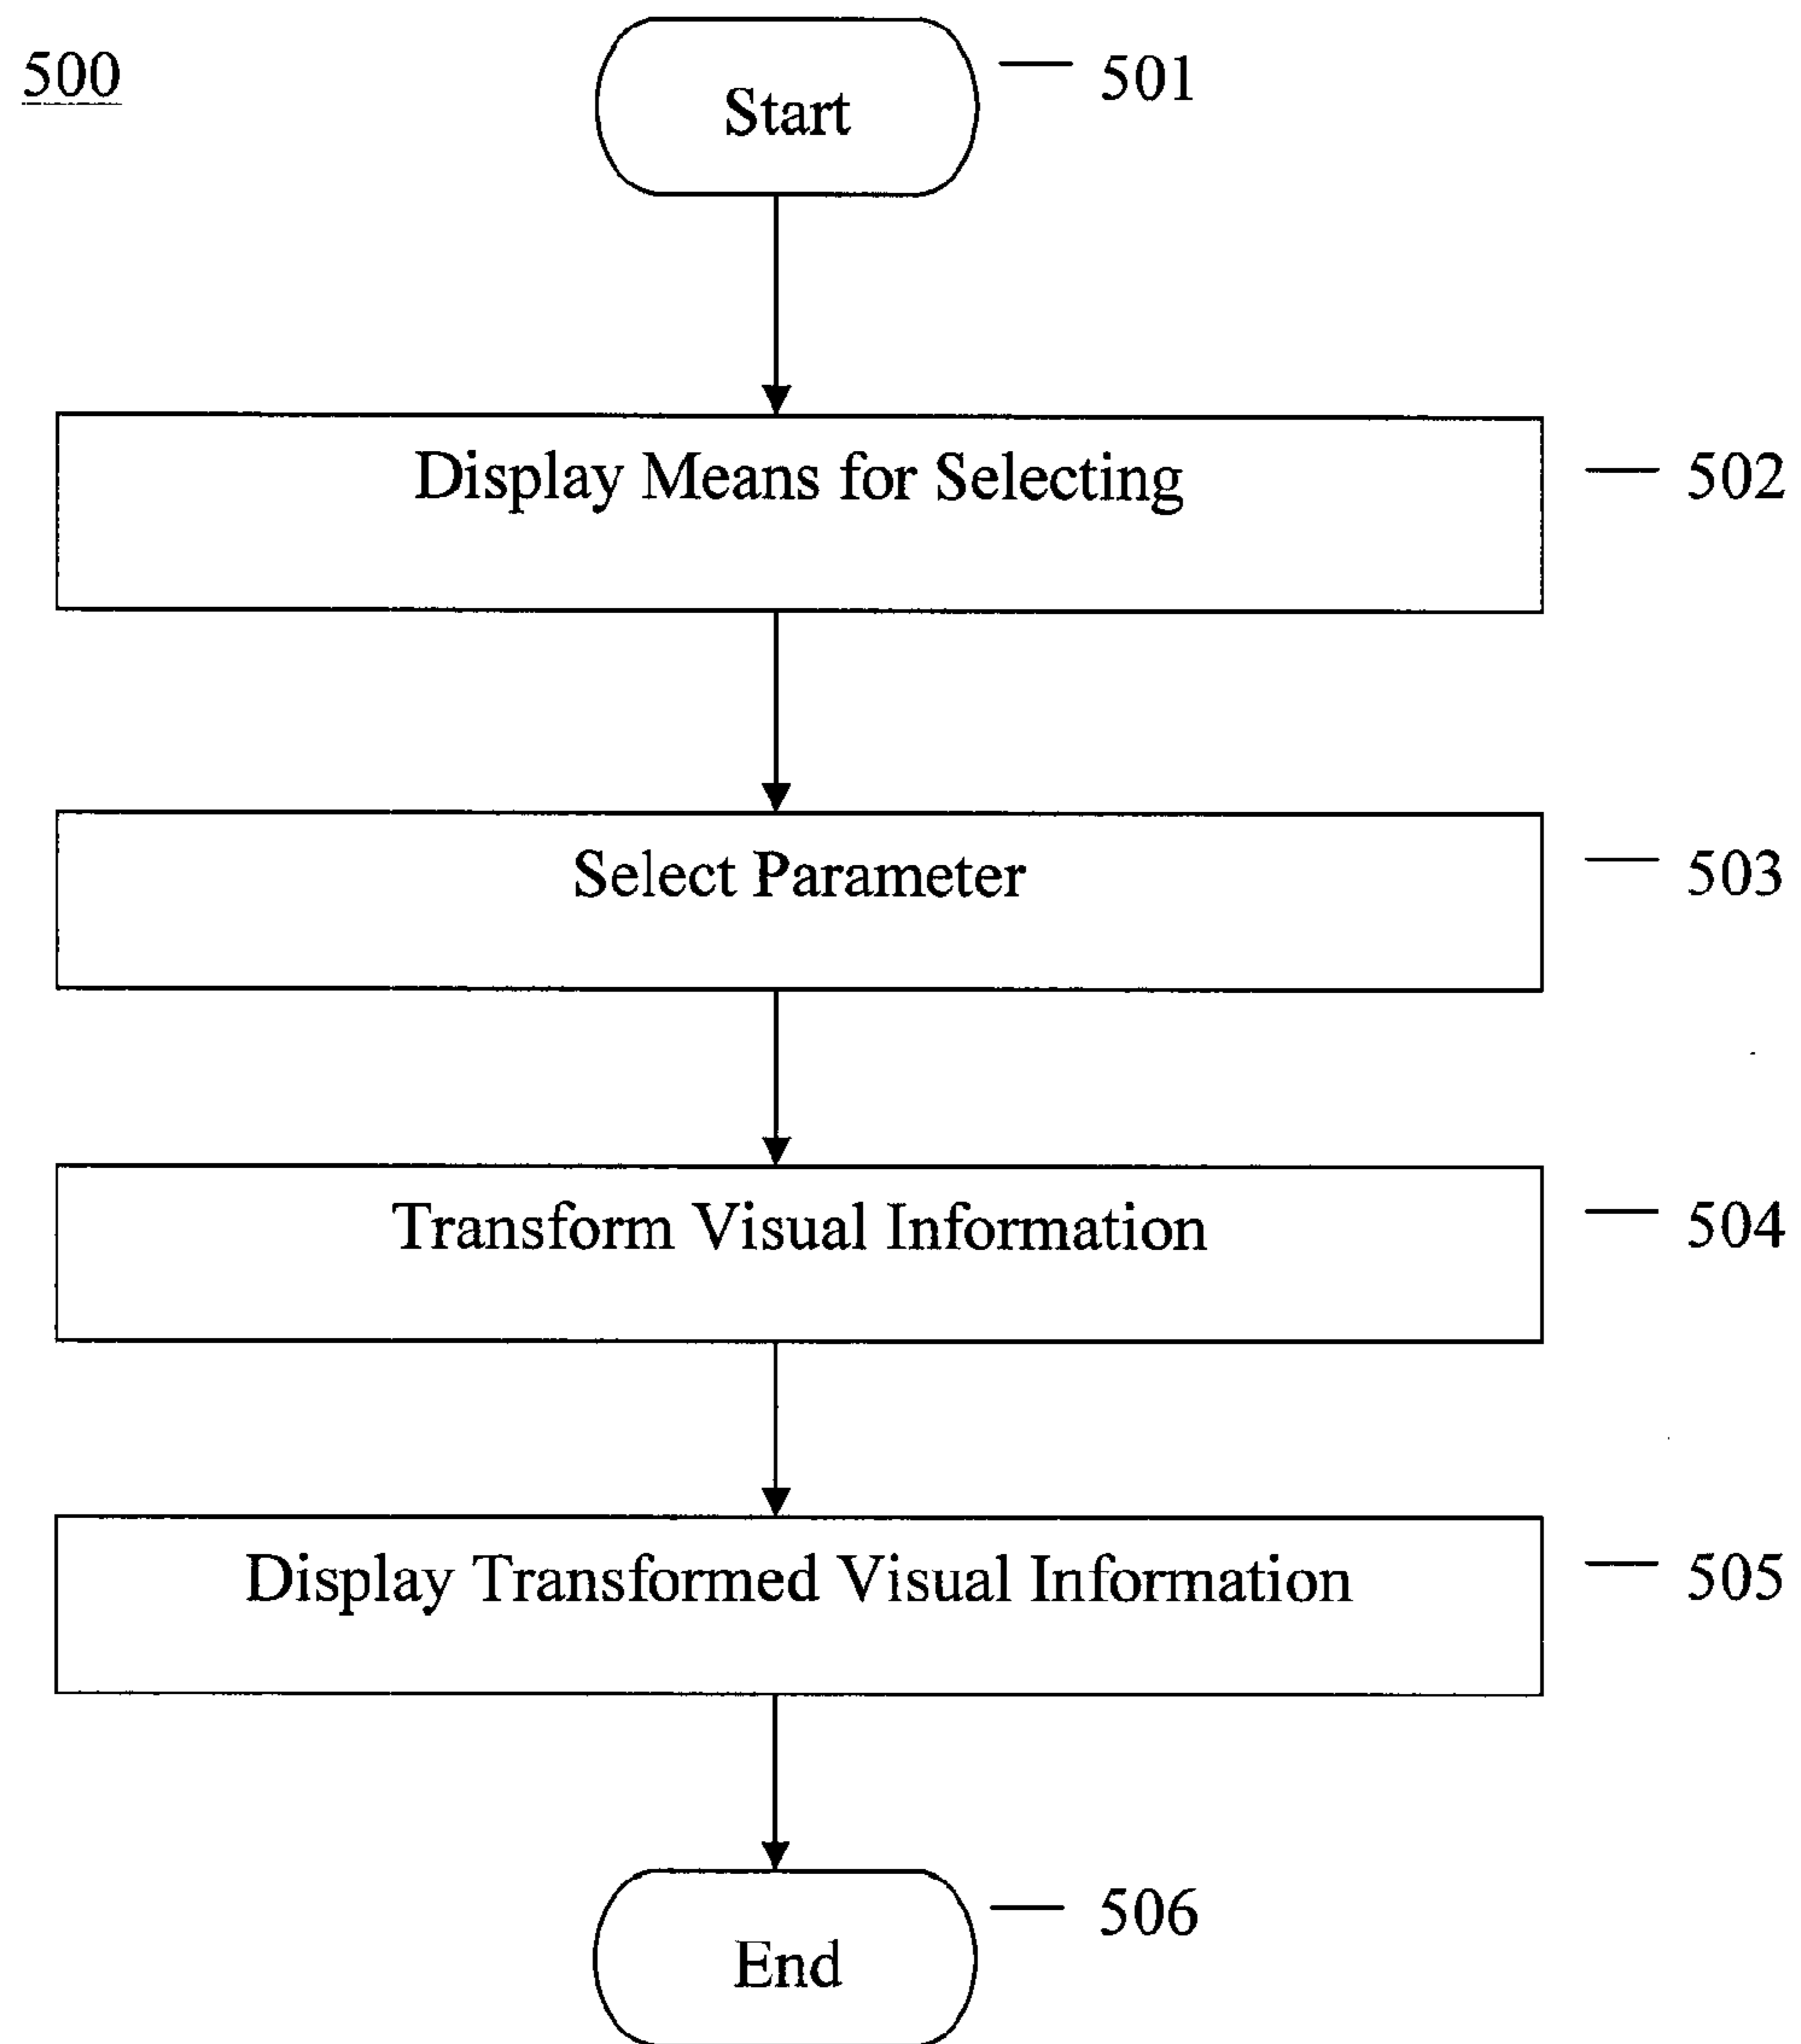 500
Start
501
Display Means for Selecting
502
Select Parameter
503
Transform Visual Information
504
Display Transformed Visual Information
505
506
End